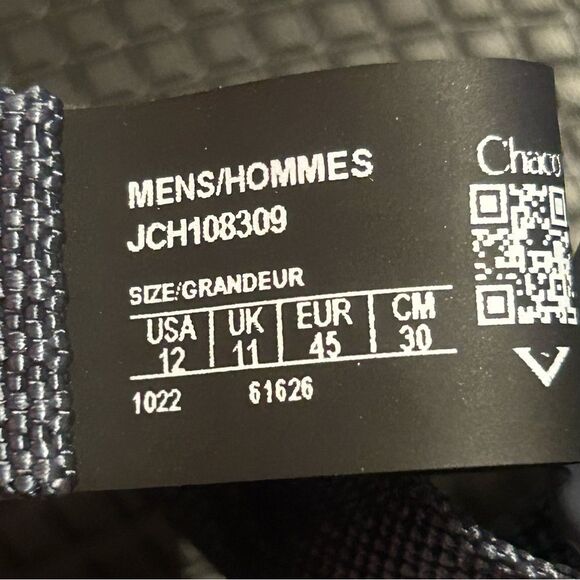 MENS/HOMMES
JCH108309
SIZE/GRANDEUR
USA UK EUR CM
12 11 45 30
1022 61626
Chaco